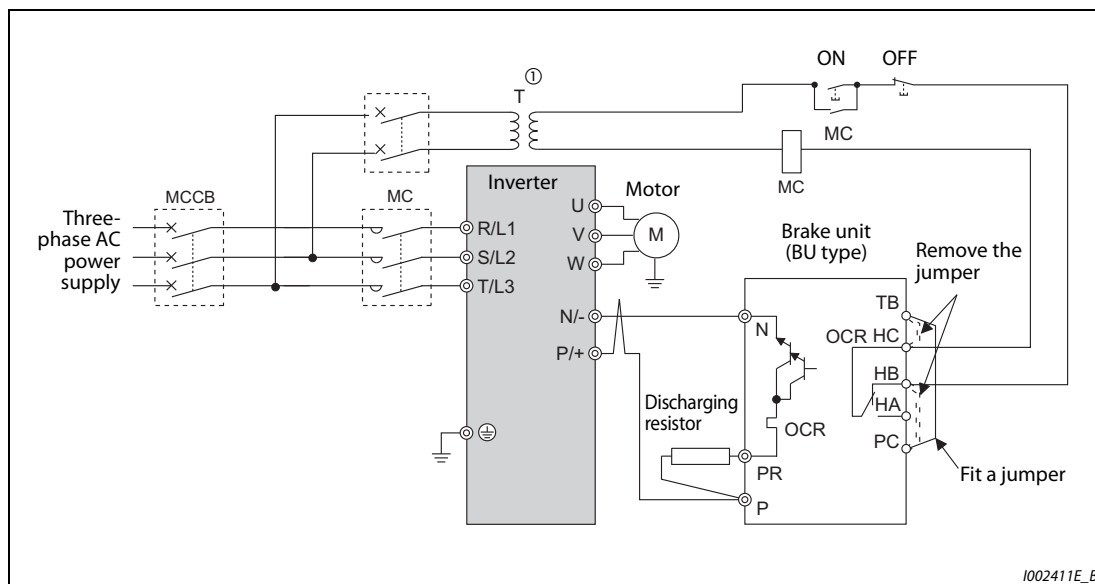 ON OFF
①
T
MC
MC
MCCB
MC
Inverter
Motor
Three-
phase AC
power
supply
R/L1
S/L2
T/L3
U
V
W
M
N/-
P/+
Brake unit
(BU type)
Remove the
jumper
TB
OCR HC
HB
HA
PC
N
OCR
Discharging
resistor
PR
P
Fit a jumper